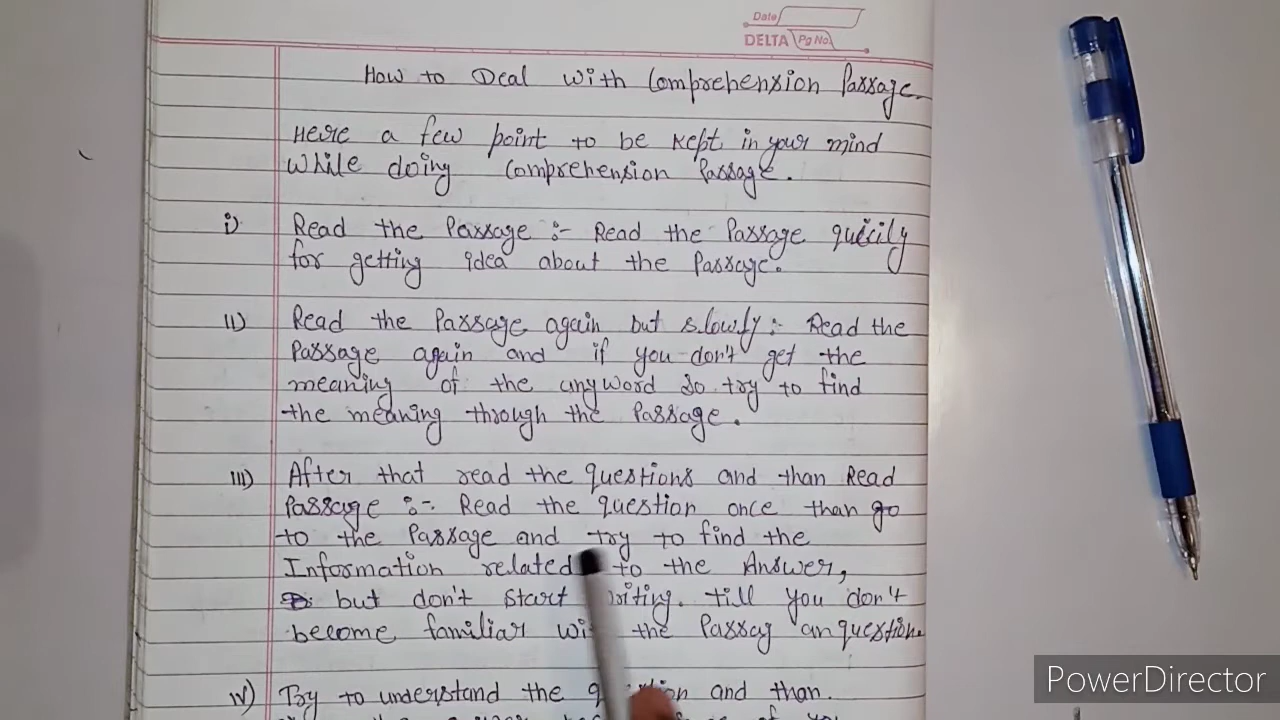 Date
DELTA Pg No.
How to Deal with Comprehension Passage.
Here a few point to be kept in your mind
while doing Comprehension Passage.
i) Read the Passage :- Read the Passage quicily
for getting idea about the Passage.
II) Read the Passage again but slowly :- Read the
Passage again and if you don't get the
meaning of the any word so try to find
the meaning through the Passage.
III) After that read the questions and than Read
Passage :- Read the question once than go
to the Passage and try to find the
Information related to the Answer,
but don't start writing. till you don't
become familiar with the Passag an question.
IV) Try to understand the question and than.
PowerDirector